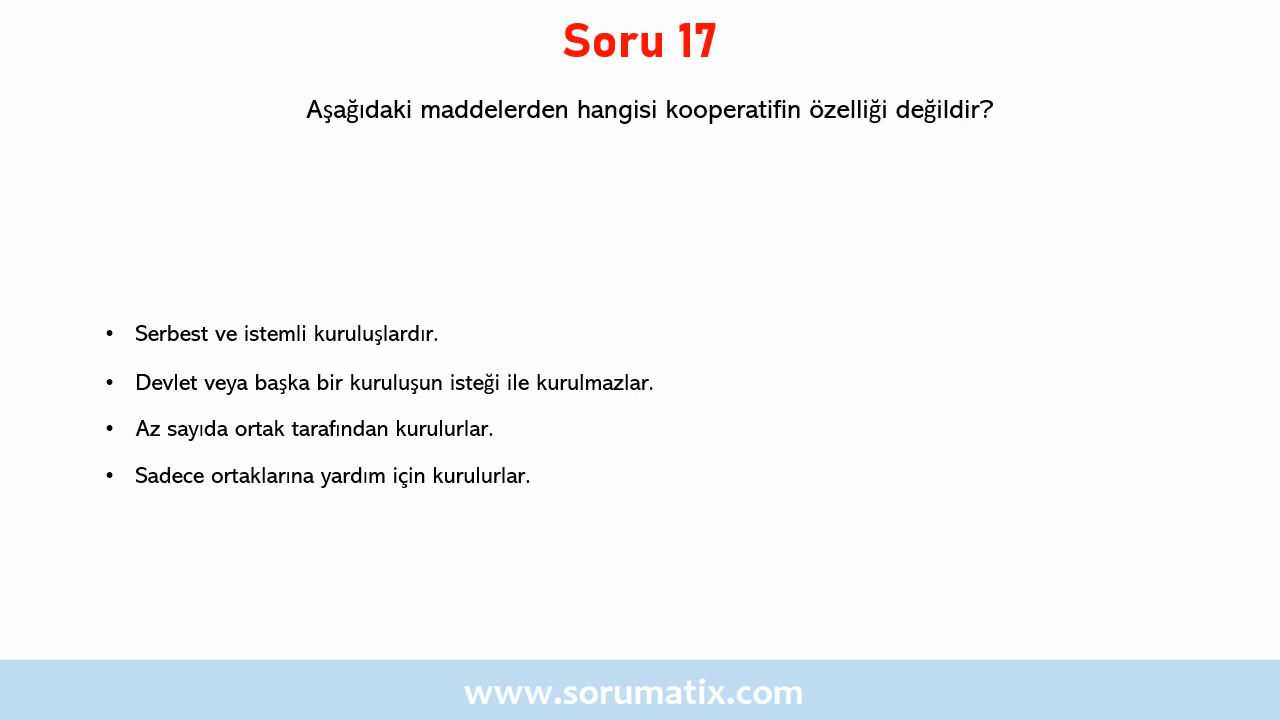 Soru 17
Aşağıdaki maddelerden hangisi kooperatifin özelliği değildir?
• Serbest ve istemli kuruluşlardır.
• Devlet veya başka bir kuruluşun isteği ile kurulmazlar.
• Az sayıda ortak tarafından kurulurlar.
• Sadece ortaklarına yardım için kurulurlar.
www.sorumatix.com